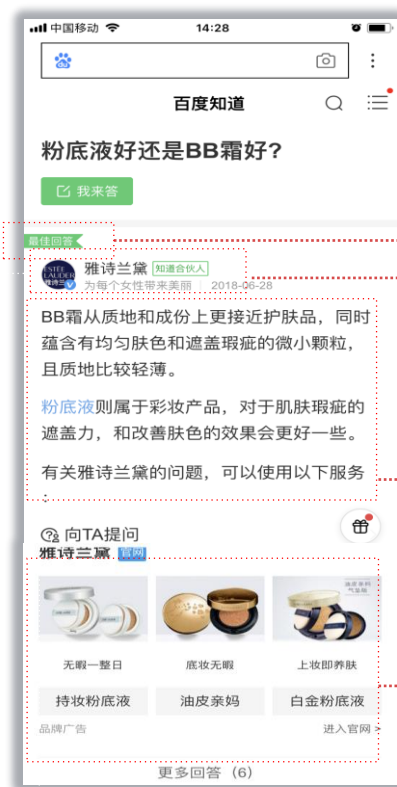 中国移动 14:28
百度知道
粉底液好还是BB霜好?
我来答
最佳回答
ESTĒE LAUDER
雅诗兰黛 知道合伙人
为每个女性带来美丽 2018-06-28
BB霜从质地和成份上更接近护肤品，同时
蕴含有均匀肤色和遮盖瑕疵的微小颗粒，
且质地比较轻薄。
粉底液则属于彩妆产品，对于肌肤瑕疵的
遮盖力，和改善肤色的效果会更好一些。
有关雅诗兰黛的问题，可以使用以下服务
：
向TA提问
雅诗兰黛 官网
无暇一整日 底妆无暇 上妆即养肤
持妆粉底液 油皮亲妈 白金粉底液
品牌广告 进入官网 >
更多回答（6）